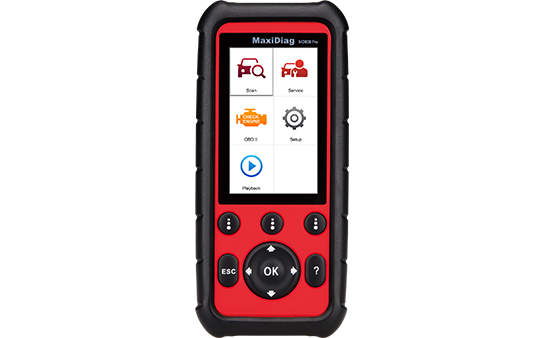 MaxiDiag MD808 Pro
Scan
Service
CHECK
ENGINE
OBD II
Setup
Playback
ESC
OK
?